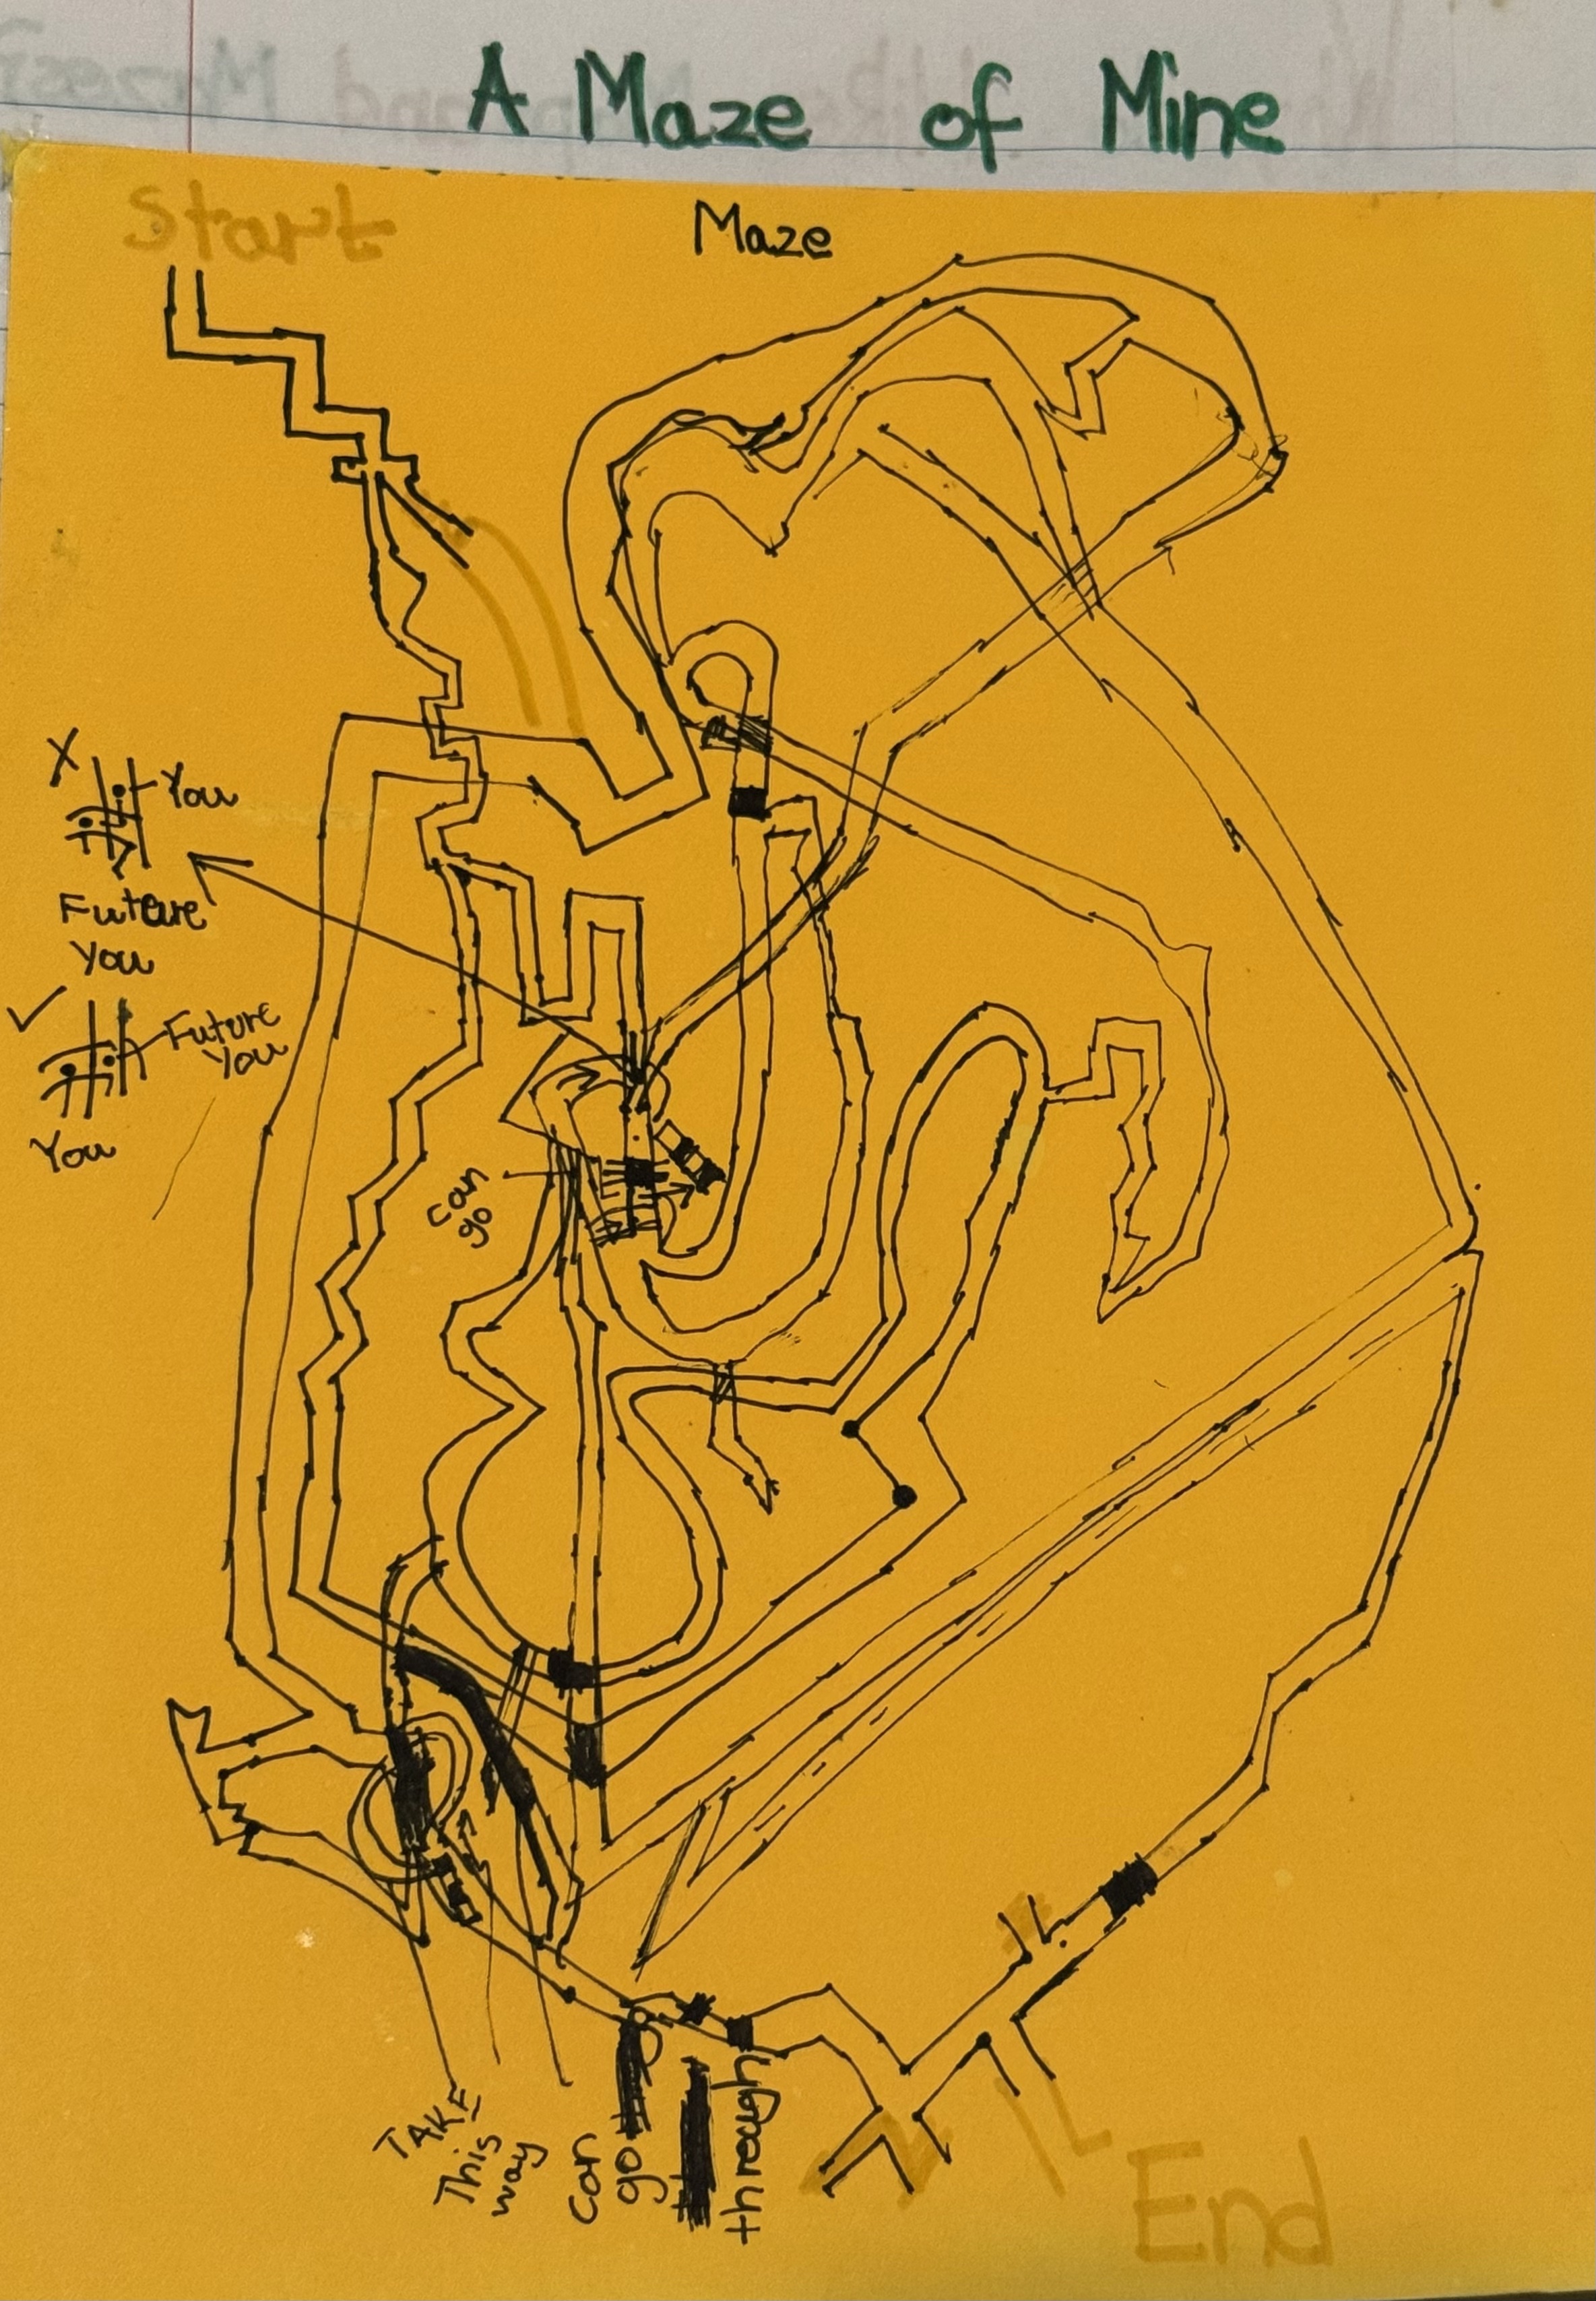 A Maze of Mine
Start
Maze
X
You
Future
You
✓
Future
You
You
can
go
TAKE
This
way
can
go
through
End